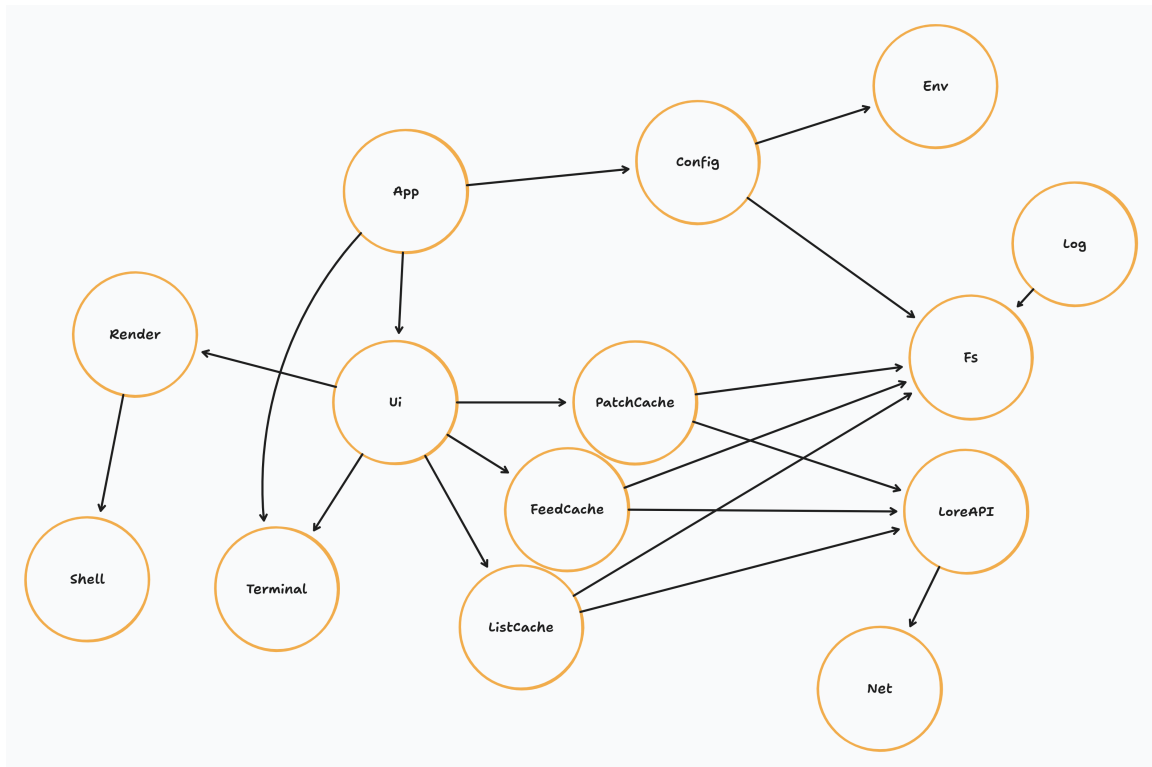 Env
Config
App
Log
Render
Fs
Ui
PatchCache
FeedCache
LoreAPI
Shell
Terminal
ListCache
Net